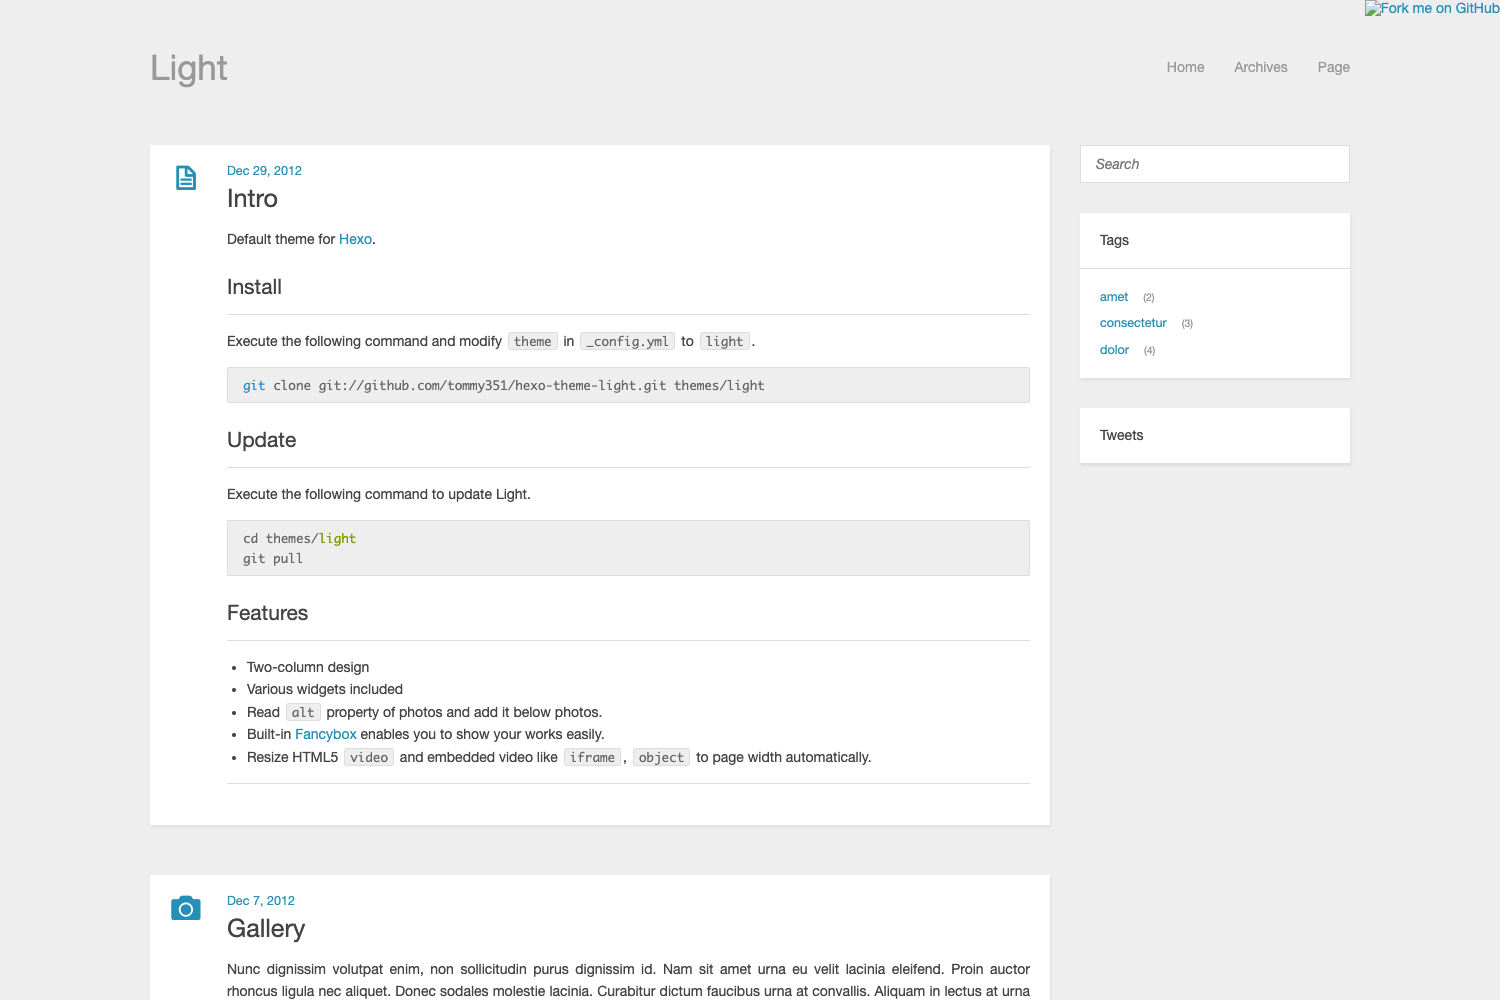 Fork me on GitHub
Light
Home Archives Page
Dec 29, 2012
Intro
Default theme for Hexo.
Install
Execute the following command and modify theme in _config.yml to light.
git clone git://github.com/tommy351/hexo-theme-light.git themes/light
Update
Execute the following command to update Light.
cd themes/light
git pull
Features
Two-column design
Various widgets included
Read alt property of photos and add it below photos.
Built-in Fancybox enables you to show your works easily.
Resize HTML5 video and embedded video like iframe, object to page width automatically.
Dec 7, 2012
Gallery
Nunc dignissim volutpat enim, non sollicitudin purus dignissim id. Nam sit amet urna eu velit lacinia eleifend. Proin auctor
rhoncus ligula nec aliquet. Donec sodales molestie lacinia. Curabitur dictum faucibus urna at convallis. Aliquam in lectus at urna
Search
Tags
amet (2)
consectetur (3)
dolor (4)
Tweets